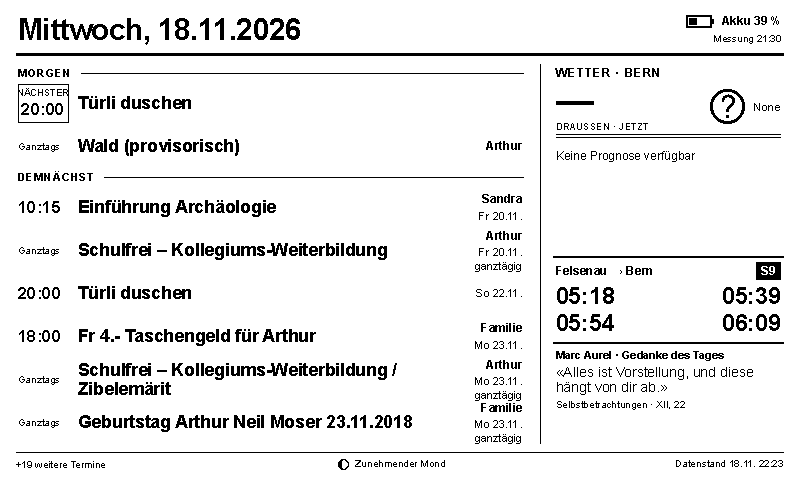 Mittwoch, 18.11.2026
Akku 39 %
Messung 21:30
MORGEN
NÄCHSTER
20:00 Türli duschen
Ganztags Wald (provisorisch) Arthur
DEMNÄCHST
10:15 Einführung Archäologie Sandra
Fr 20.11.
Ganztags Schulfrei – Kollegiums-Weiterbildung Arthur
Fr 20.11.
ganztägig
20:00 Türli duschen So 22.11.
18:00 Fr 4.- Taschengeld für Arthur Familie
Mo 23.11.
Ganztags Schulfrei – Kollegiums-Weiterbildung / Zibelemärit Arthur
Mo 23.11.
ganztägig
Ganztags Geburtstag Arthur Neil Moser 23.11.2018 Familie
Mo 23.11.
ganztägig
WETTER · BERN
—
? None
DRAUSSEN · JETZT
Keine Prognose verfügbar
Felsenau → Bern S9
05:18 05:39
05:54 06:09
Marc Aurel · Gedanke des Tages
«Alles ist Vorstellung, und diese
hängt von dir ab.»
Selbstbetrachtungen · XII, 22
+19 weitere Termine
Zunehmender Mond
Datenstand 18.11. 22:23